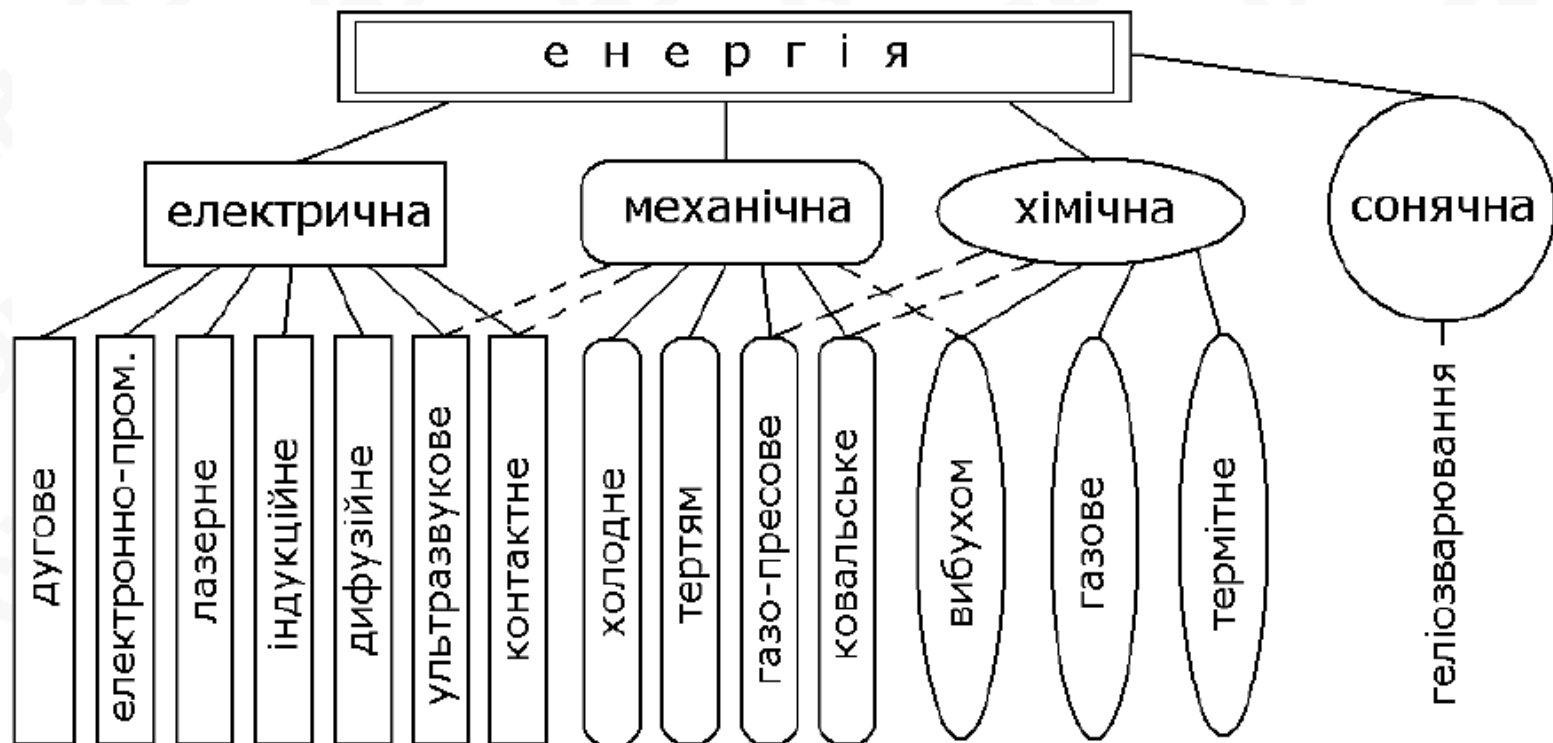 енергія
електрична
механічна
хімічна
сонячна
дугове
електронно-пром.
лазерне
індукційне
дифузійне
ультразвукове
контактне
холодне
тертям
газо-пресове
ковальське
вибухом
газове
термітне
геліозварювання